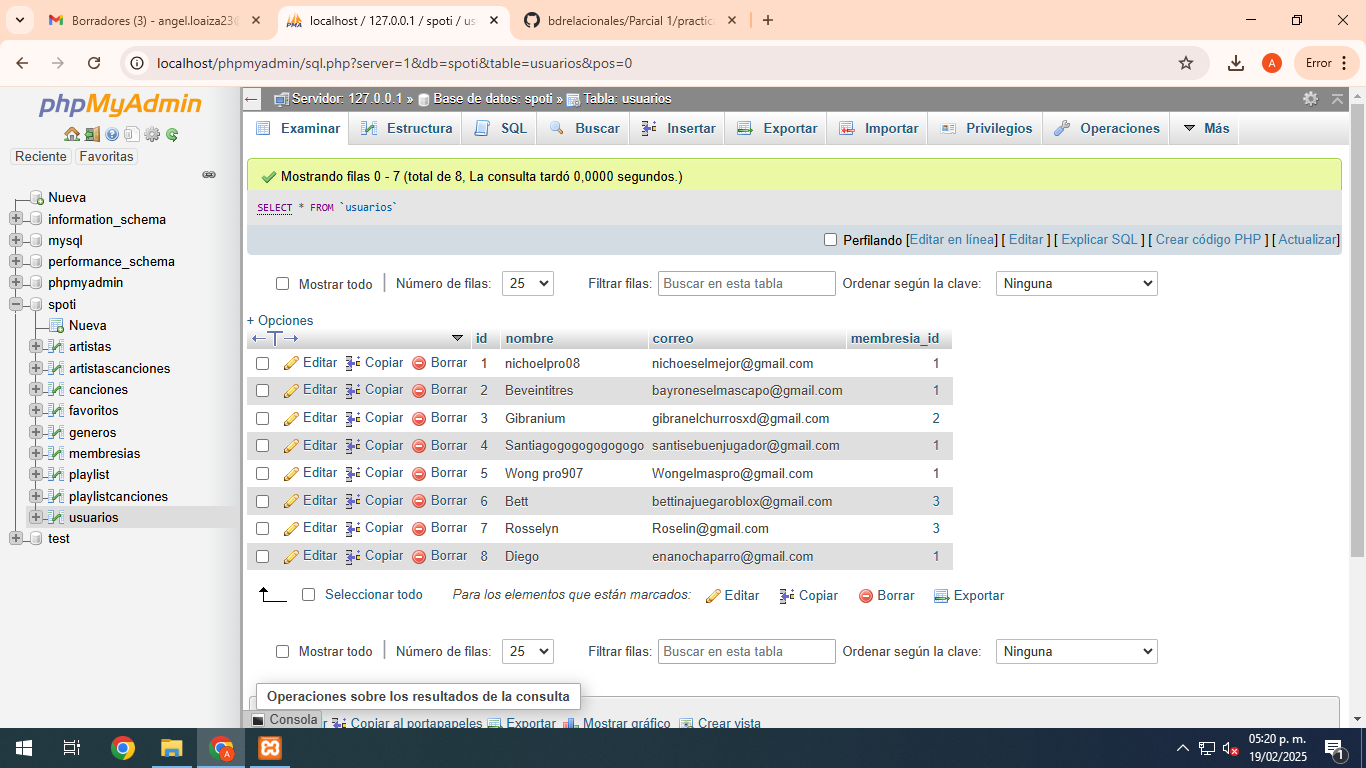 Borradores (3) - angel.loaiza236
localhost / 127.0.0.1 / spoti / us
bdrelacionales/Parcial 1/practic
localhost/phpmyadmin/sql.php?server=1&db=spoti&table=usuarios&pos=0
A
Error
phpMyAdmin
Reciente
Favoritas
Nueva
information_schema
mysql
performance_schema
phpmyadmin
spoti
Nueva
artistas
artistascanciones
canciones
favoritos
generos
membresias
playlist
playlistcanciones
usuarios
test
Servidor: 127.0.0.1 » Base de datos: spoti » Tabla: usuarios
Examinar Estructura SQL Buscar Insertar Exportar Importar Privilegios Operaciones Más
Mostrando filas 0 - 7 (total de 8, La consulta tardó 0,0000 segundos.)
SELECT * FROM `usuarios`
Perfilando [Editar en línea] [ Editar ] [ Explicar SQL ] [ Crear código PHP ] [ Actualizar]
Mostrar todo Número de filas: 25 Filtrar filas: Buscar en esta tabla Ordenar según la clave: Ninguna
+ Opciones
id nombre correo membresia_id
Editar Copiar Borrar 1 nichoelpro08 nichoeselmejor@gmail.com 1
Editar Copiar Borrar 2 Beveintitres bayroneselmascapo@gmail.com 1
Editar Copiar Borrar 3 Gibranium gibranelchurrosxd@gmail.com 2
Editar Copiar Borrar 4 Santiagogogogogogogogo santisebuenjugador@gmail.com 1
Editar Copiar Borrar 5 Wong pro907 Wongelmaspro@gmail.com 1
Editar Copiar Borrar 6 Bett bettinajuegaroblox@gmail.com 3
Editar Copiar Borrar 7 Rosselyn Roselin@gmail.com 3
Editar Copiar Borrar 8 Diego enanochaparro@gmail.com 1
Seleccionar todo Para los elementos que están marcados: Editar Copiar Borrar Exportar
Mostrar todo Número de filas: 25 Filtrar filas: Buscar en esta tabla Ordenar según la clave: Ninguna
Operaciones sobre los resultados de la consulta
Copiar al portapapeles Exportar Mostrar gráfico Crear vista
Consola
05:20 p. m.
19/02/2025
1